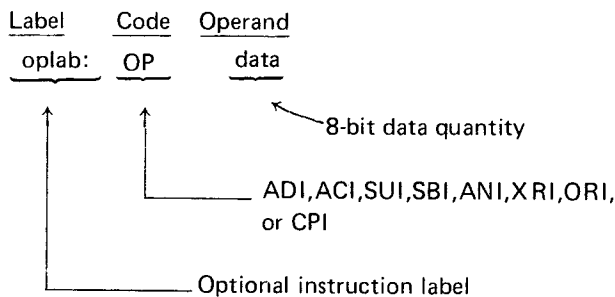 Label Code Operand
oplab: OP data
8-bit data quantity
ADI,ACI,SUI,SBI,ANI,XRI,ORI,
or CPI
Optional instruction label